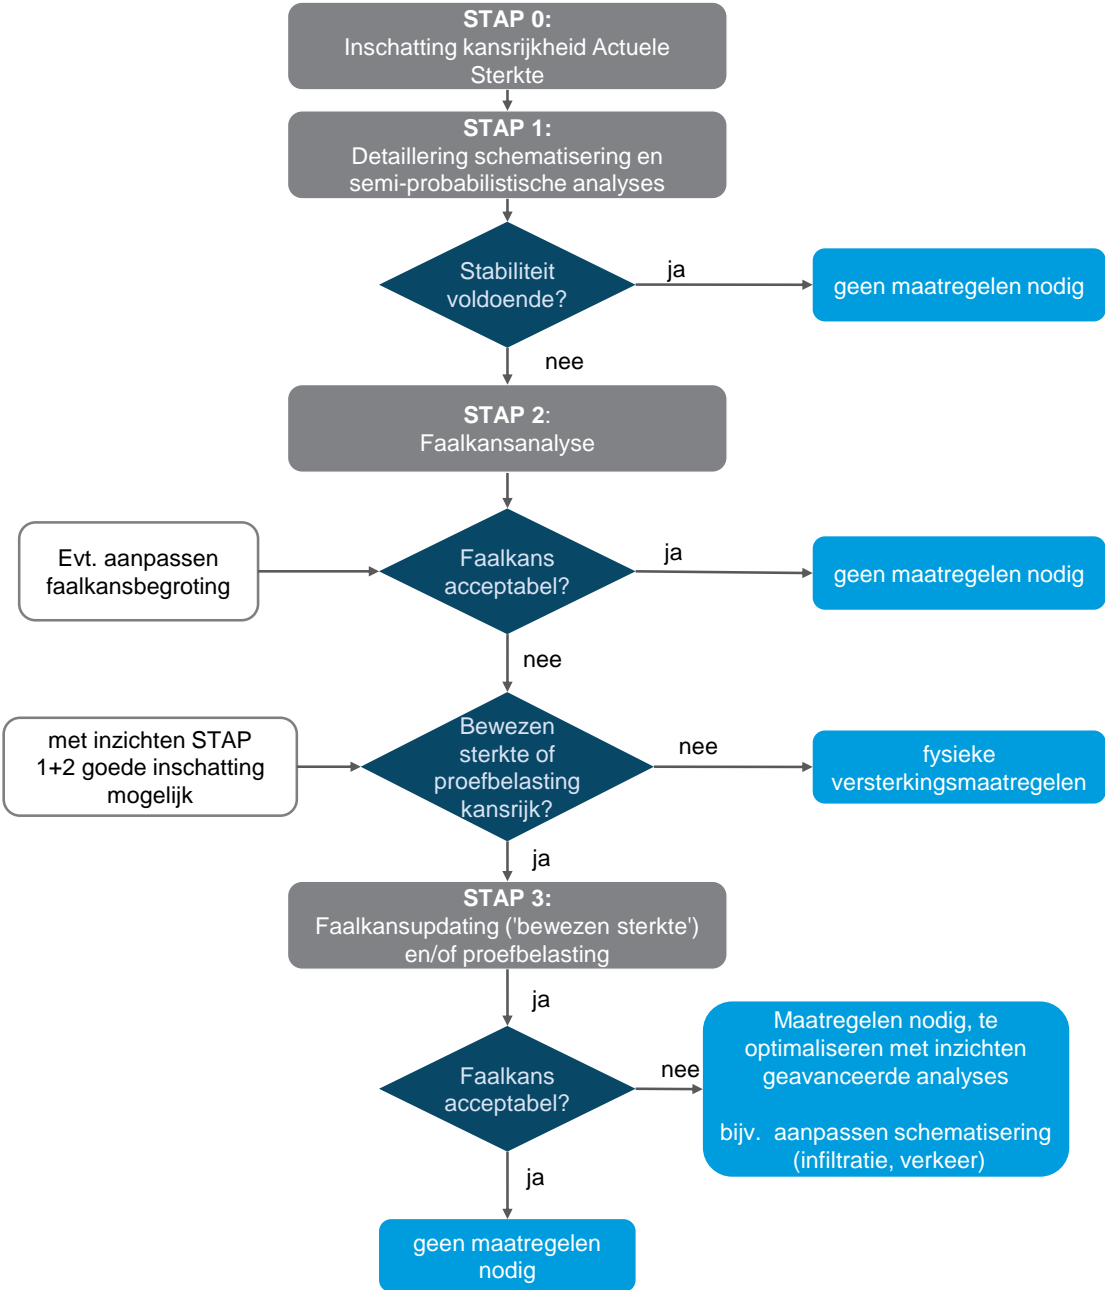 STAP 0:
Inschatting kansrijkheid Actuele
Sterkte
STAP 1:
Detaillering schematisering en
semi-probabilistische analyses
Stabiliteit
voldoende?
ja
geen maatregelen nodig
nee
STAP 2:
Faalkansanalyse
Evt. aanpassen
faalkansbegroting
Faalkans
acceptabel?
ja
geen maatregelen nodig
nee
met inzichten STAP
1+2 goede inschatting
mogelijk
Bewezen
sterkte of
proefbelasting
kansrijk?
nee
fysieke
versterkingsmaatregelen
ja
STAP 3:
Faalkansupdating ('bewezen sterkte')
en/of proefbelasting
ja
Faalkans
acceptabel?
nee
Maatregelen nodig, te
optimaliseren met inzichten
geavanceerde analyses
bijv. aanpassen schematisering
(infiltratie, verkeer)
ja
geen maatregelen
nodig